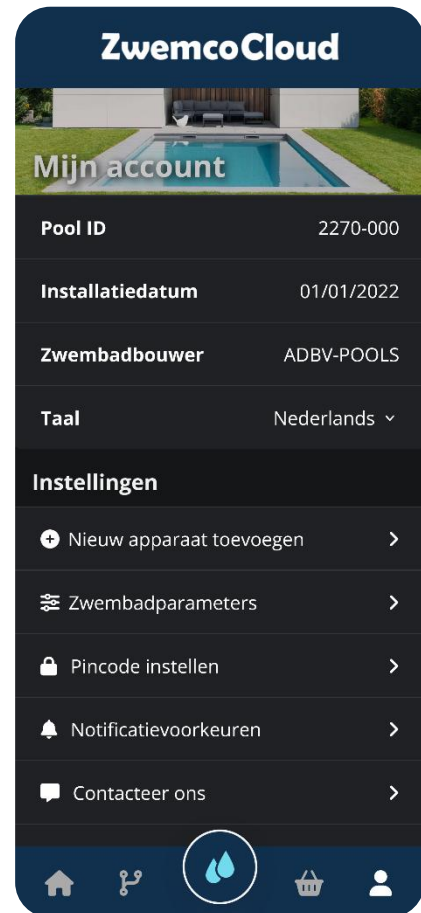 ZwemcoCloud
Mijn account
Pool ID 2270-000
Installatiedatum 01/01/2022
Zwembadbouwer ADBV-POOLS
Taal Nederlands
Instellingen
Nieuw apparaat toevoegen
Zwembadparameters
Pincode instellen
Notificatievoorkeuren
Contacteer ons